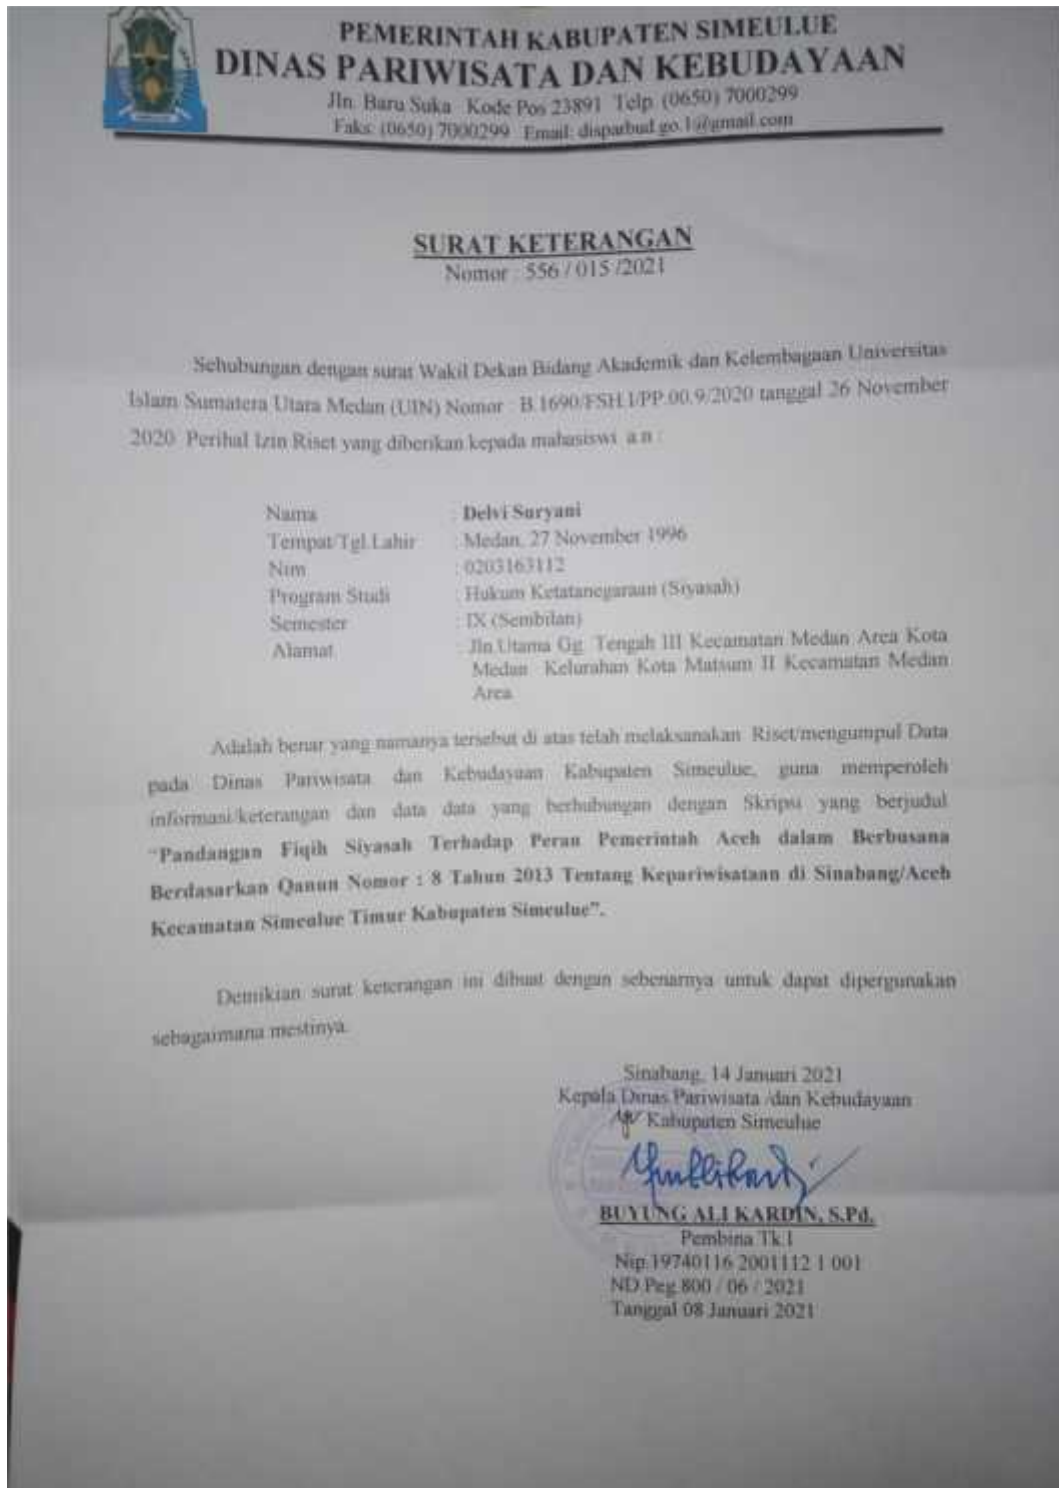 PEMERINTAH KABUPATEN SIMEULUE
DINAS PARIWISATA DAN KEBUDAYAAN
Jln. Baru Suka Kode Pos 23891 Telp. (0650) 7000299
Faks: (0650) 7000299 Email: disparbud.go.1@gmail.com
SURAT KETERANGAN
Nomor : 556 / 015 /2021
Sehubungan dengan surat Wakil Dekan Bidang Akademik dan Kelembagaan Universitas
Islam Sumatera Utara Medan (UIN) Nomor : B.1690/FSH.I/PP.00.9/2020 tanggal 26 November
2020 Perihal Izin Riset yang diberikan kepada mahasiswi a.n :
Nama : Delvi Suryani
Tempat/Tgl.Lahir : Medan, 27 November 1996
Nim : 0203163112
Program Studi : Hukum Ketatanegaraan (Siyasah)
Semester : IX (Sembilan)
Alamat : Jln.Utama Gg. Tengah III Kecamatan Medan Area Kota
Medan Kelurahan Kota Matsum II Kecamatan Medan
Area
Adalah benar yang namanya tersebut di atas telah melaksanakan Riset/mengumpul Data
pada Dinas Pariwisata dan Kebudayaan Kabupaten Simeulue, guna memperoleh
informasi/keterangan dan data data yang berhubungan dengan Skripsi yang berjudul
"Pandangan Fiqih Siyasah Terhadap Peran Pemerintah Aceh dalam Berbusana
Berdasarkan Qanun Nomor : 8 Tahun 2013 Tentang Kepariwisataan di Sinabang/Aceh
Kecamatan Simeulue Timur Kabupaten Simeulue".
Demikian surat keterangan ini dibuat dengan sebenarnya untuk dapat dipergunakan
sebagaimana mestinya.
Sinabang, 14 Januari 2021
Kepala Dinas Pariwisata /dan Kebudayaan
Kabupaten Simeulue
BUYUNG ALI KARDIN, S.Pd.
Pembina Tk.I
Nip.19740116 2001112 1 001
ND.Peg.800 / 06 / 2021
Tanggal 08 Januari 2021